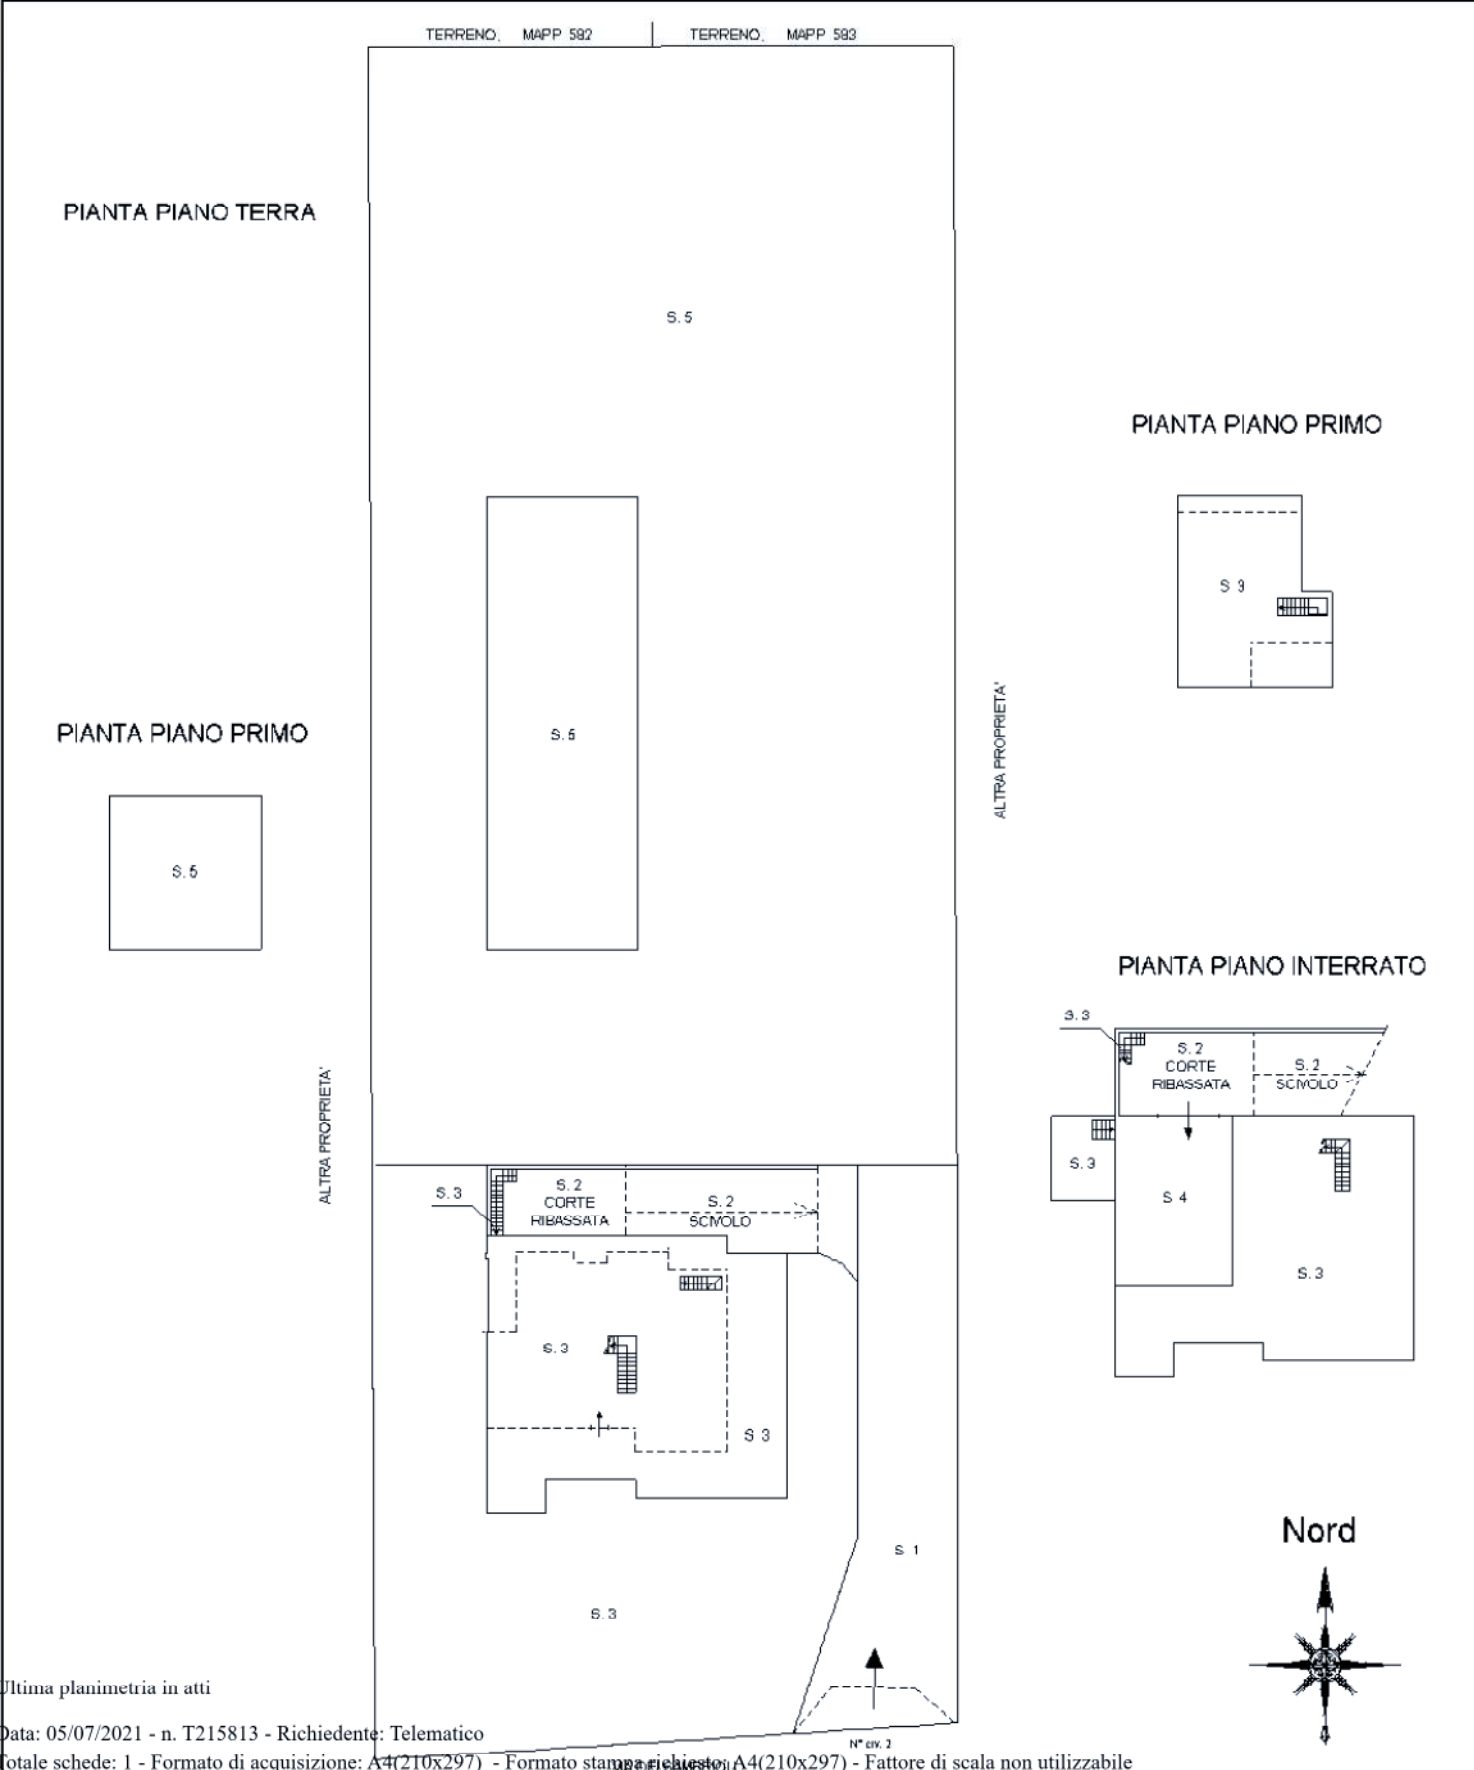 TERRENO, MAPP 582 TERRENO, MAPP 583
PIANTA PIANO TERRA
S.5
PIANTA PIANO PRIMO
S 3
ALTRA PROPRIETA'
PIANTA PIANO PRIMO
S.5
S.5
PIANTA PIANO INTERRATO
S.3
S.2
CORTE
RIBASSATA
S.2
SCIVOLO
S.3
S 4
S.3
ALTRA PROPRIETA'
S.3
S.2
CORTE
RIBASSATA
S.2
SCIVOLO
S.3
S 3
S 1
S.3
Nord
N° civ. 2
Ultima planimetria in atti
Data: 05/07/2021 - n. T215813 - Richiedente: Telematico
Totale schede: 1 - Formato di acquisizione: A4(210x297) - Formato stampa richiesto: A4(210x297) - Fattore di scala non utilizzabile